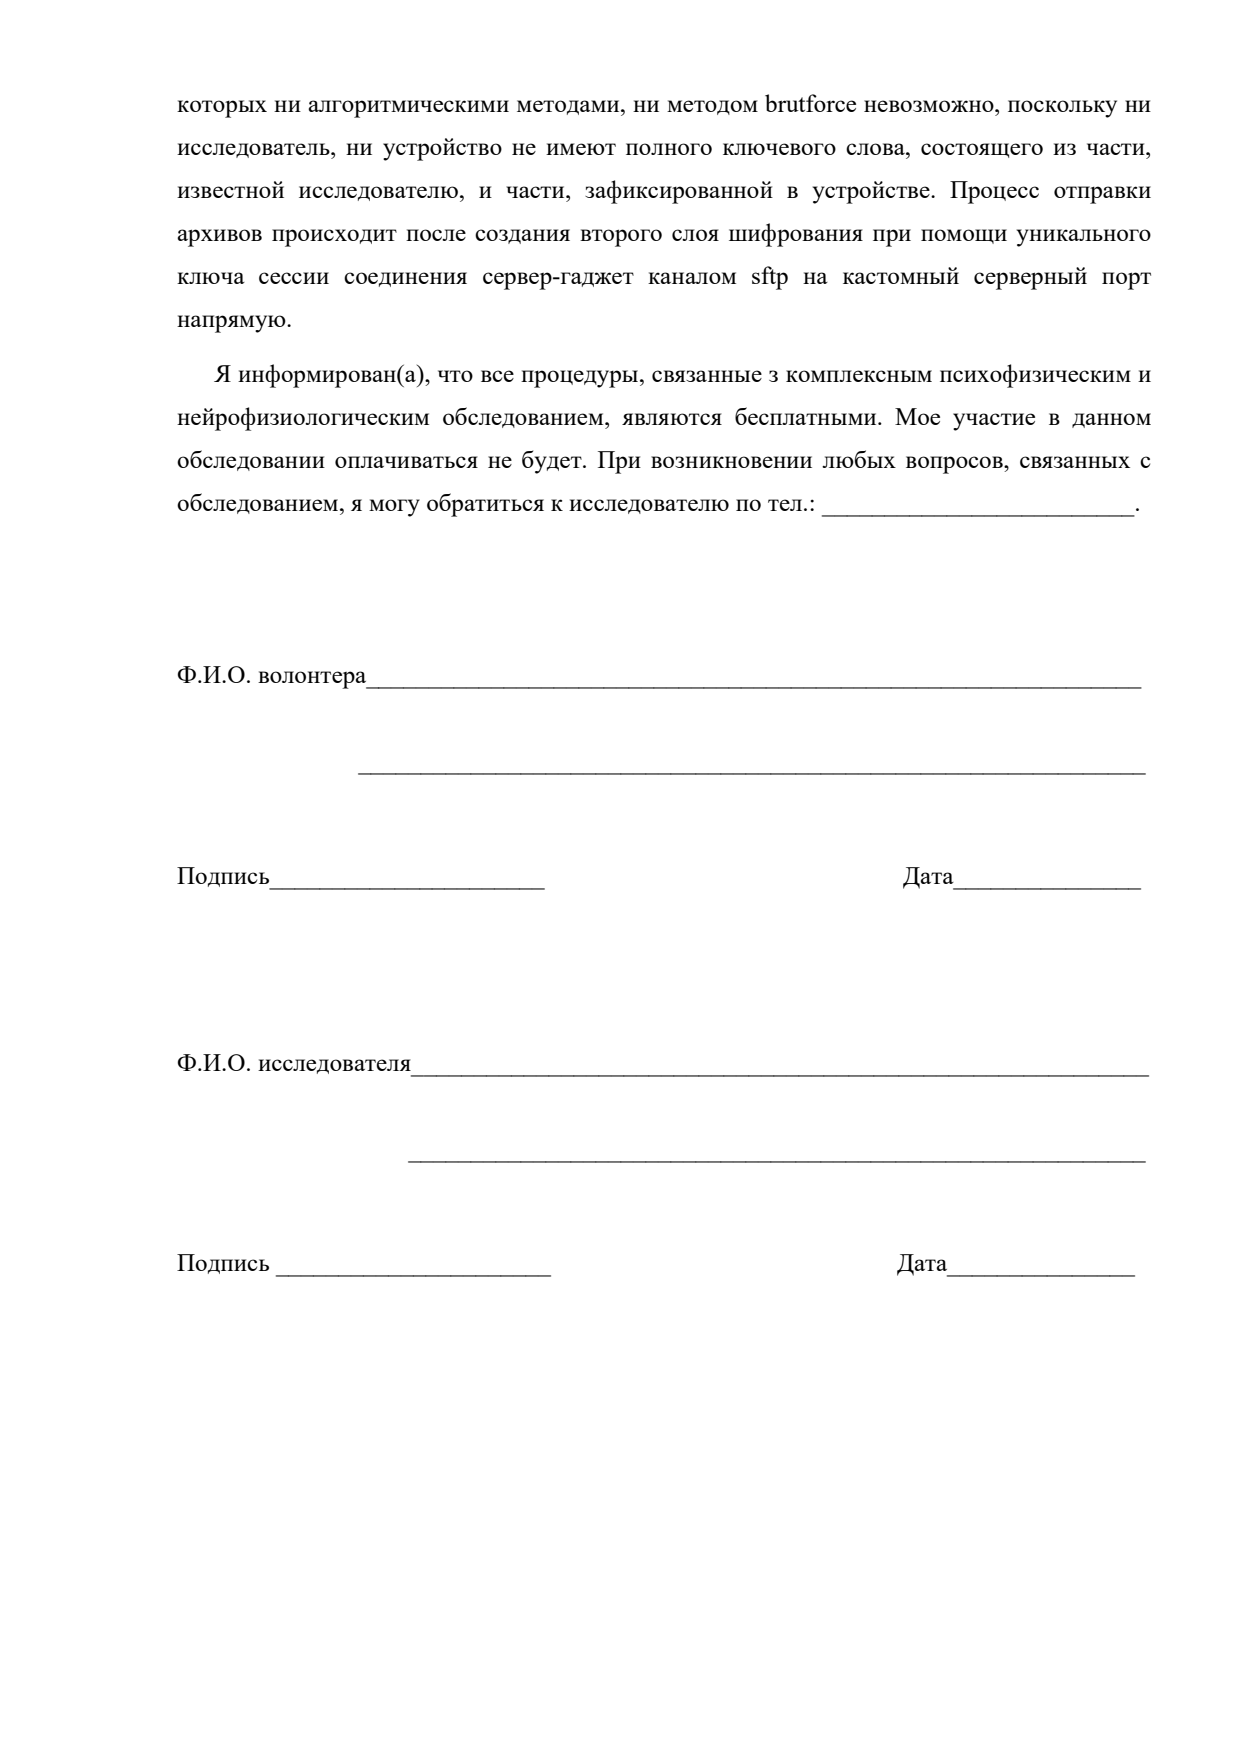 которых ни алгоритмическими методами, ни методом brutforce невозможно, поскольку ни
исследователь, ни устройство не имеют полного ключевого слова, состоящего из части,
известной исследователю, и части, зафиксированной в устройстве. Процесс отправки
архивов происходит после создания второго слоя шифрования при помощи уникального
ключа сессии соединения сервер-гаджет каналом sftp на кастомный серверный порт
напрямую.
Я информирован(а), что все процедуры, связанные з комплексным психофизическим и
нейрофизиологическим обследованием, являются бесплатными. Мое участие в данном
обследовании оплачиваться не будет. При возникновении любых вопросов, связанных с
обследованием, я могу обратиться к исследователю по тел.: _________________________.
Ф.И.О. волонтера______________________________________________________________
_______________________________________________________________
Подпись______________________ Дата_______________
Ф.И.О. исследователя___________________________________________________________
___________________________________________________________
Подпись ______________________ Дата_______________